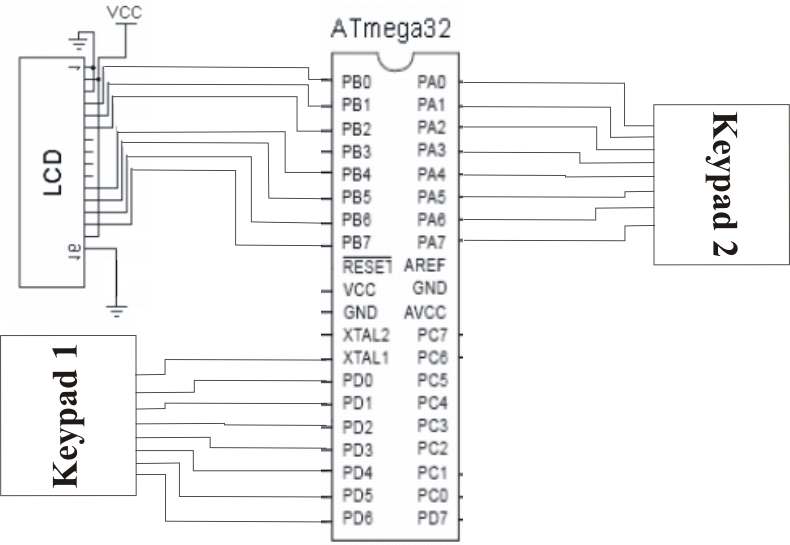 VCC
ATmega32
1
LCD
16
PB0 PA0
PB1 PA1
PB2 PA2
PB3 PA3
PB4 PA4
PB5 PA5
PB6 PA6
PB7 PA7
RESET AREF
VCC GND
GND AVCC
XTAL2 PC7
XTAL1 PC6
PD0 PC5
PD1 PC4
PD2 PC3
PD3 PC2
PD4 PC1
PD5 PC0
PD6 PD7
Keypad 2
Keypad 1